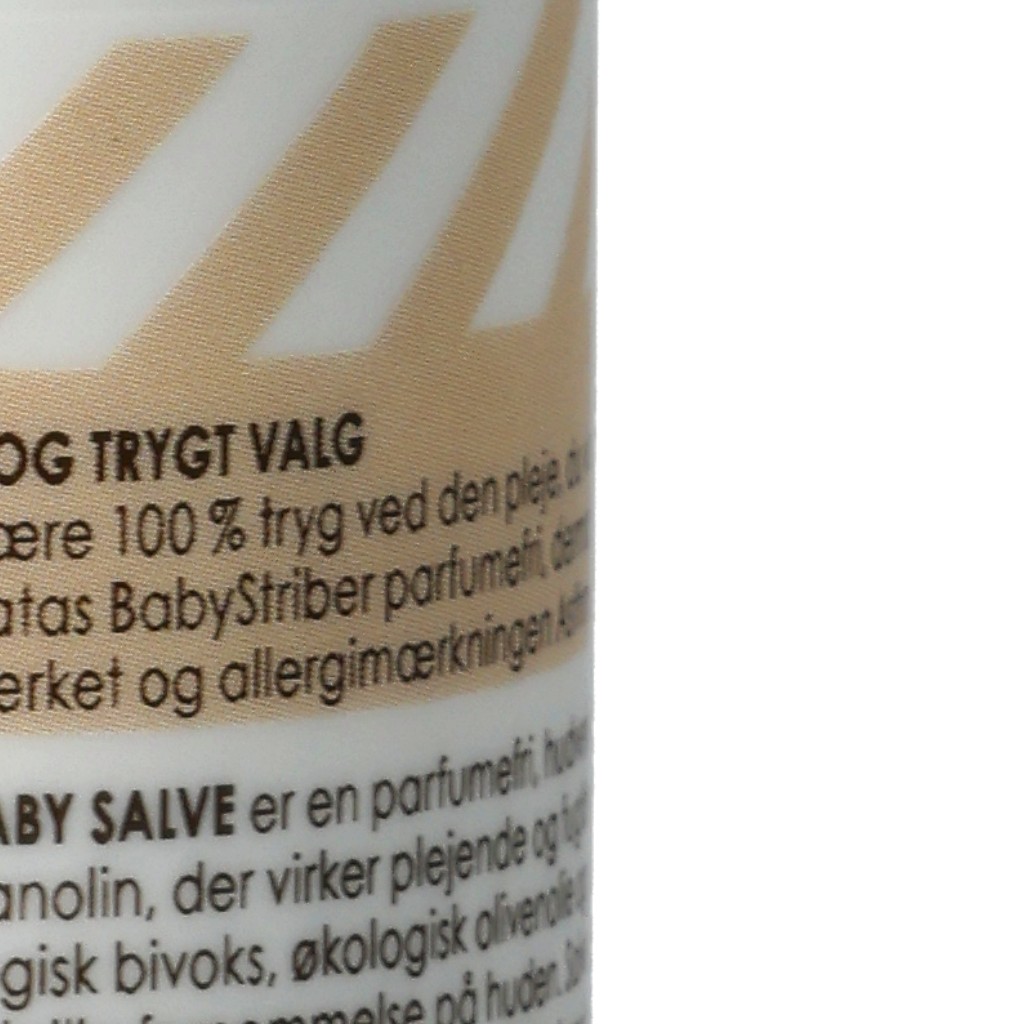 OG TRYGT VALG
ære 100 % tryg ved den pleje, du
atas BabyStriber parfumefri,
erket og allergimærkningen
ABY SALVE er en parfumefri,
anolin, der virker plejende og
gisk bivoks, økologisk olivenolie
på huden.